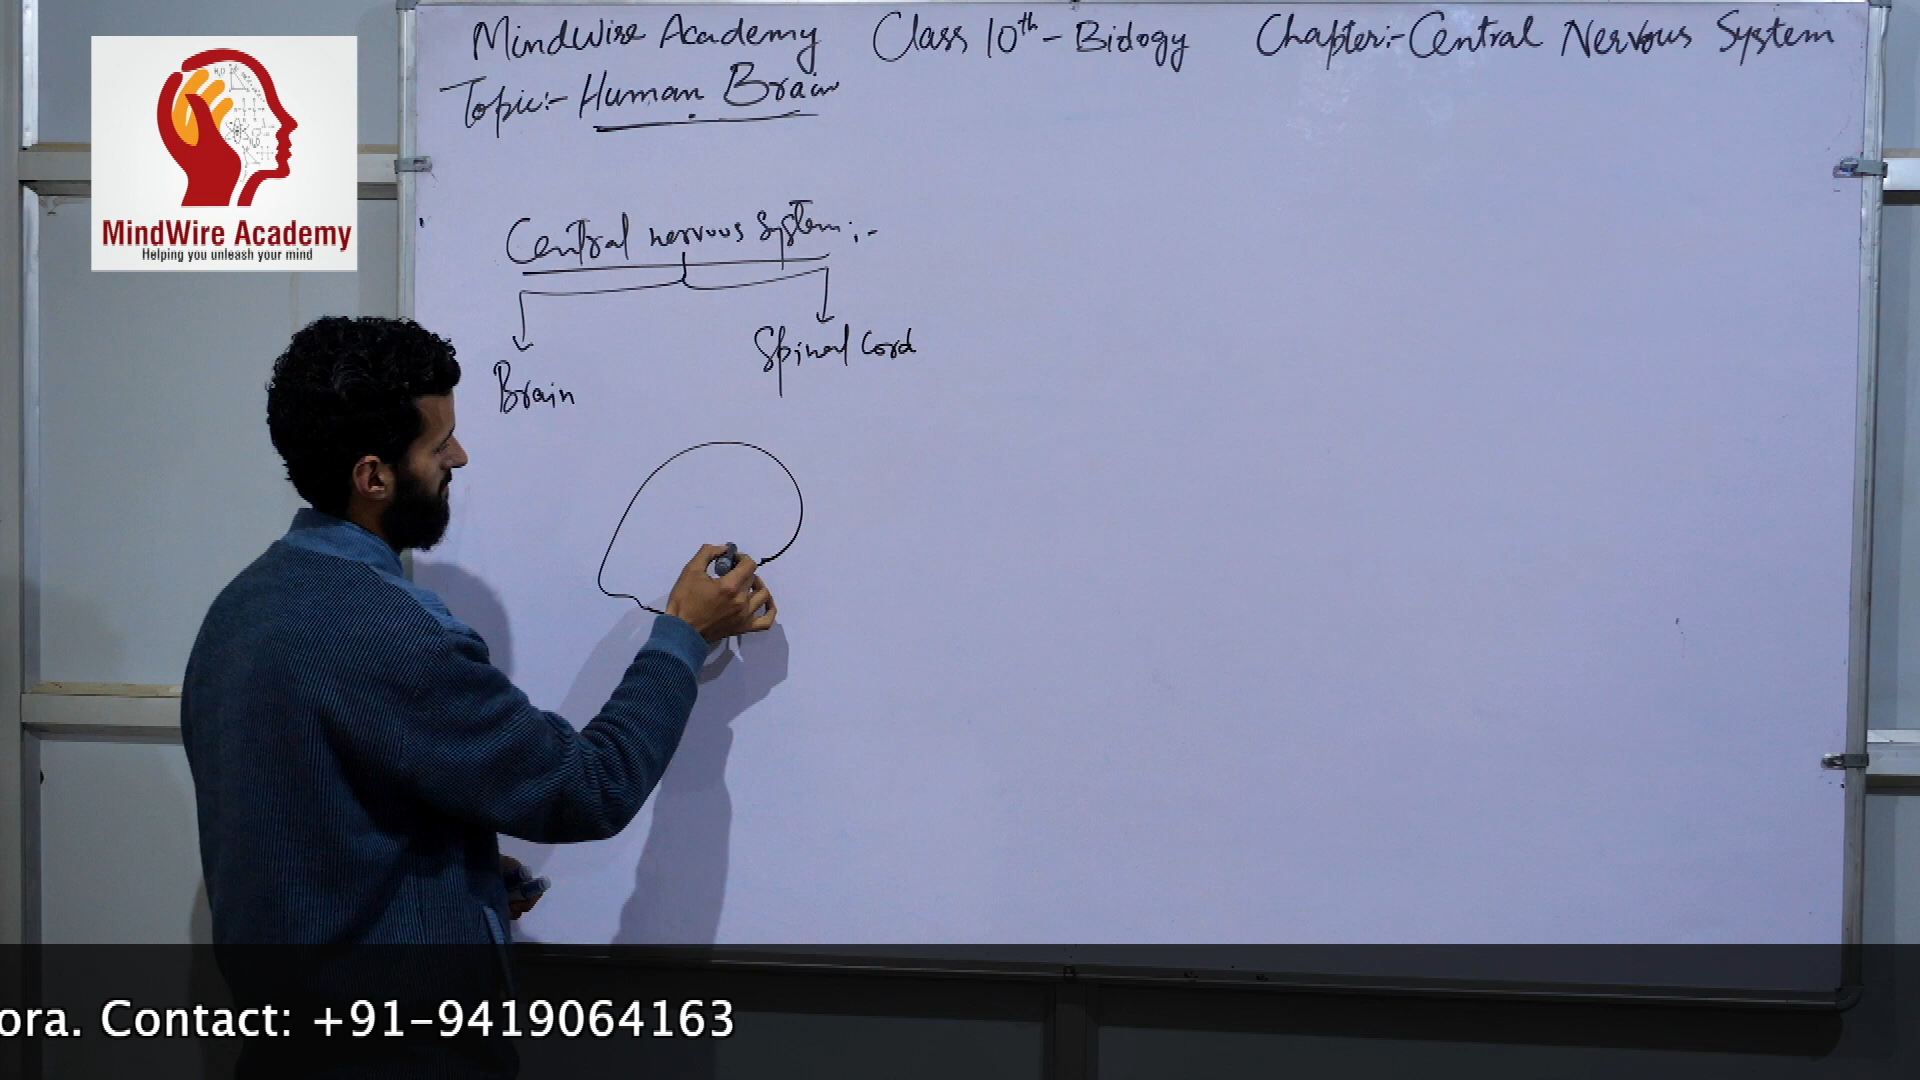 MindWise Academy Class 10th - Biology Chapter:- Central Nervous System
Topic:- Human Brain
MindWire Academy
Helping you unleash your mind
Central nervous System:-
Brain
Spinal Cord
ora. Contact: +91-9419064163